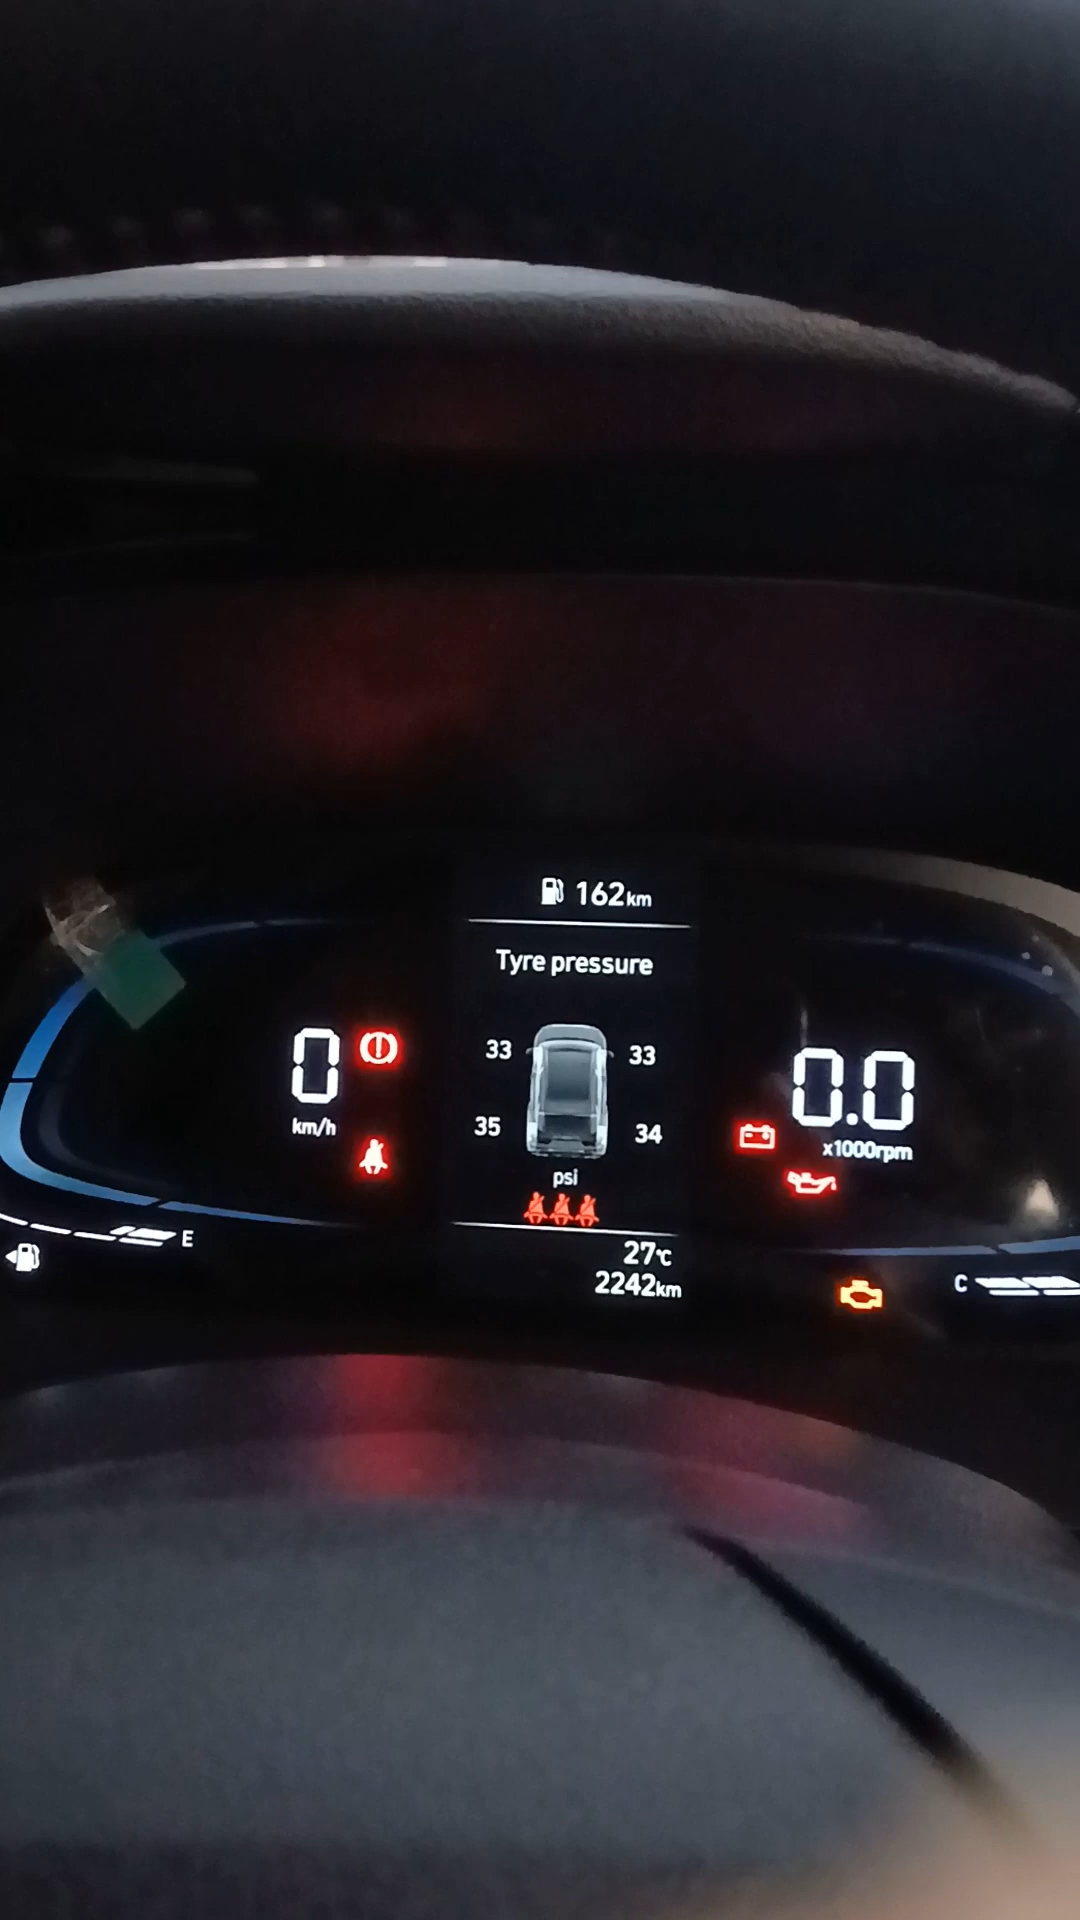 162km
Tyre pressure
33 33
35 34
psi
0
km/h
0.0
x1000rpm
E
27℃
2242km
C